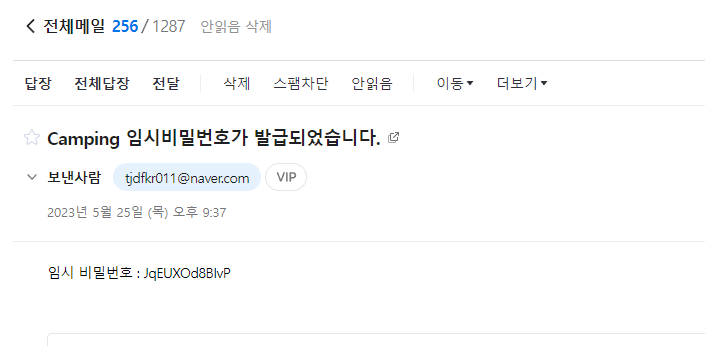 전체메일 256 / 1287 안읽음 삭제
답장 전체답장 전달 삭제 스팸차단 안읽음 이동 더보기
Camping 임시비밀번호가 발급되었습니다.
보낸사람 tjdfkr011@naver.com VIP
2023년 5월 25일 (목) 오후 9:37
임시 비밀번호 : JqEUXOd8BIvP